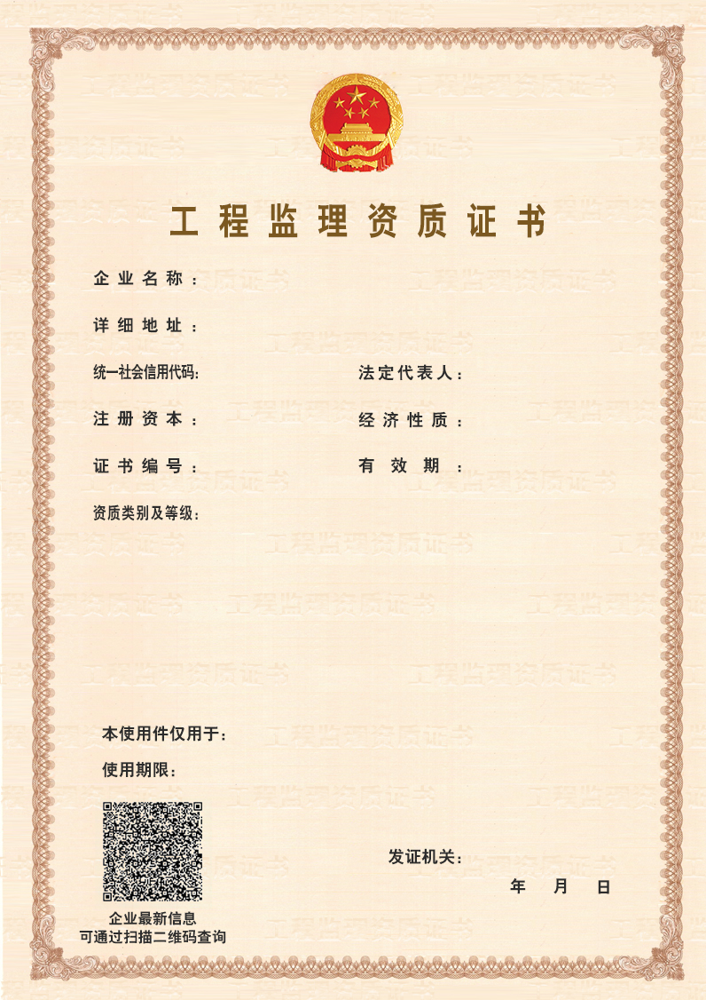 工程监理资质证书
企业名称：
详细地址：
统一社会信用代码：
法定代表人：
注册资本：
经济性质：
证书编号：
有效期：
资质类别及等级：
本使用件仅用于：
使用期限：
发证机关：
年 月 日
企业最新信息
可通过扫描二维码查询